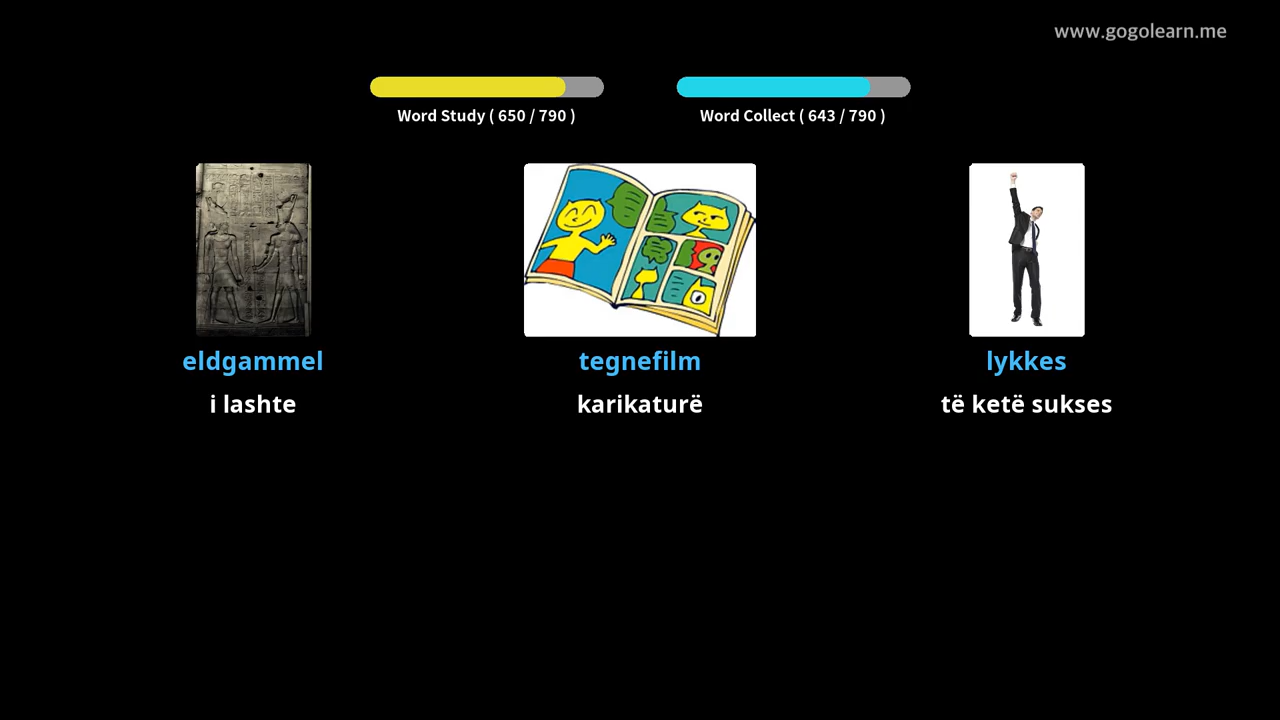 www.gogolearn.me
Word Study ( 650 / 790 )
Word Collect ( 643 / 790 )
eldgammel
tegnefilm
lykkes
i lashte
karikaturë
të ketë sukses